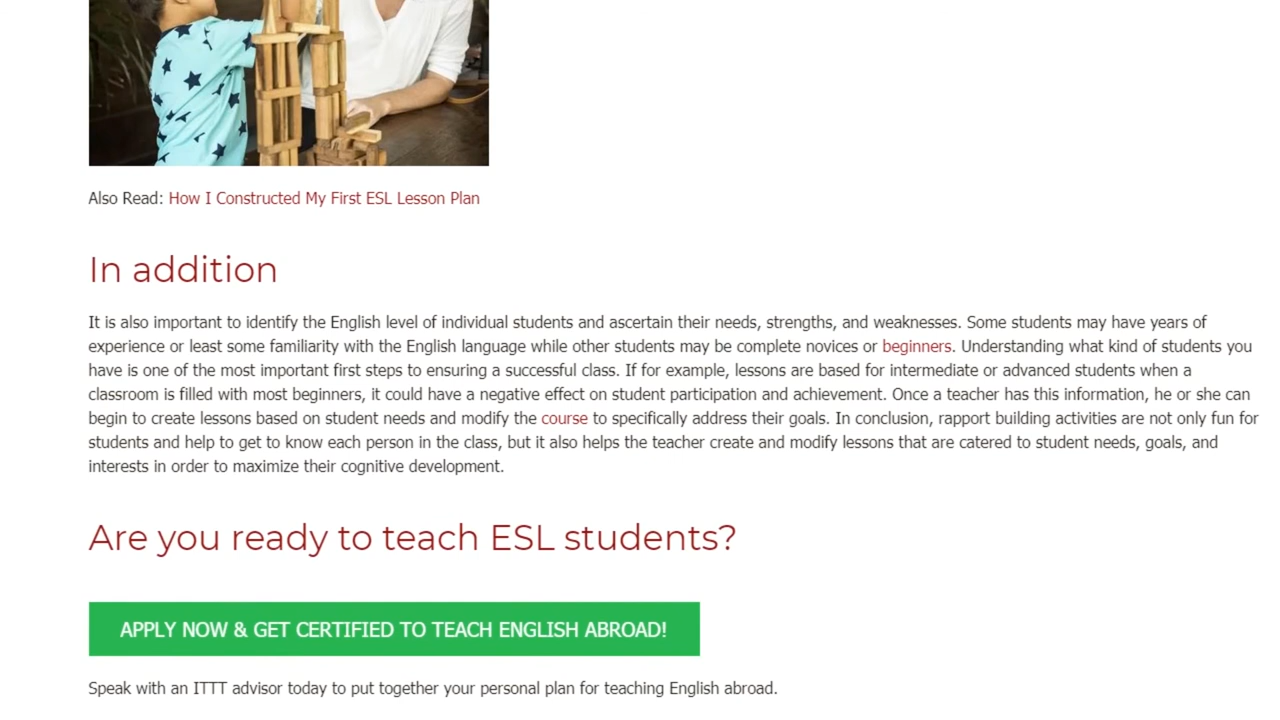 Also Read: How I Constructed My First ESL Lesson Plan
In addition
It is also important to identify the English level of individual students and ascertain their needs, strengths, and weaknesses. Some students may have years of
experience or least some familiarity with the English language while other students may be complete novices or beginners. Understanding what kind of students you
have is one of the most important first steps to ensuring a successful class. If for example, lessons are based for intermediate or advanced students when a
classroom is filled with most beginners, it could have a negative effect on student participation and achievement. Once a teacher has this information, he or she can
begin to create lessons based on student needs and modify the course to specifically address their goals. In conclusion, rapport building activities are not only fun for
students and help to get to know each person in the class, but it also helps the teacher create and modify lessons that are catered to student needs, goals, and
interests in order to maximize their cognitive development.
Are you ready to teach ESL students?
APPLY NOW & GET CERTIFIED TO TEACH ENGLISH ABROAD!
Speak with an ITTT advisor today to put together your personal plan for teaching English abroad.